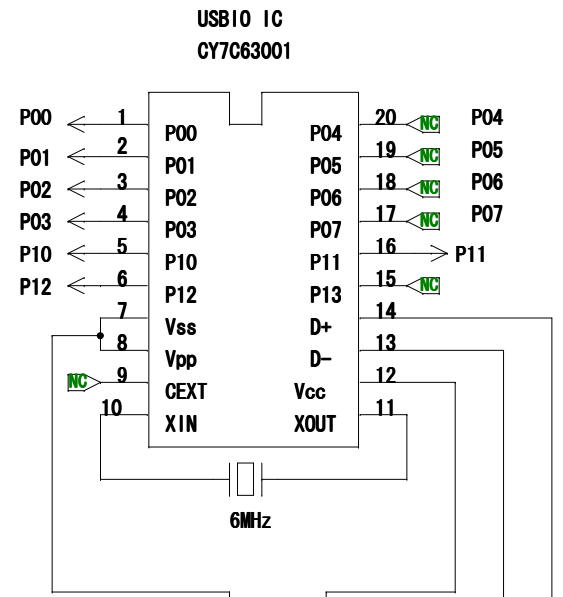 USBIO IC
CY7C63001
P00 1 P00 P04 20 NC P04
P01 2 P01 P05 19 NC P05
P02 3 P02 P06 18 NC P06
P03 4 P03 P07 17 NC P07
P10 5 P10 P11 16 P11
P12 6 P12 P13 15 NC
7 Vss D+ 14
8 Vpp D- 13
NC 9 CEXT Vcc 12
10 XIN XOUT 11
6MHz